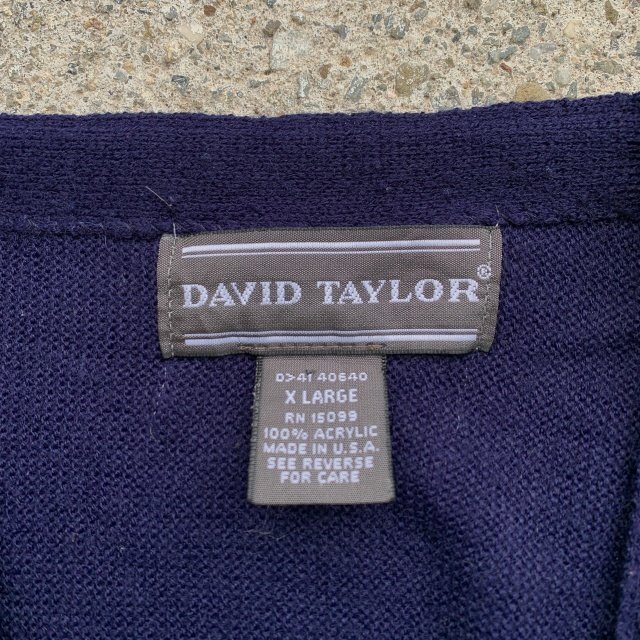 DAVID TAYLOR®
D>41 40640
X LARGE
RN 15099
100% ACRYLIC
MADE IN U.S.A.
SEE REVERSE
FOR CARE